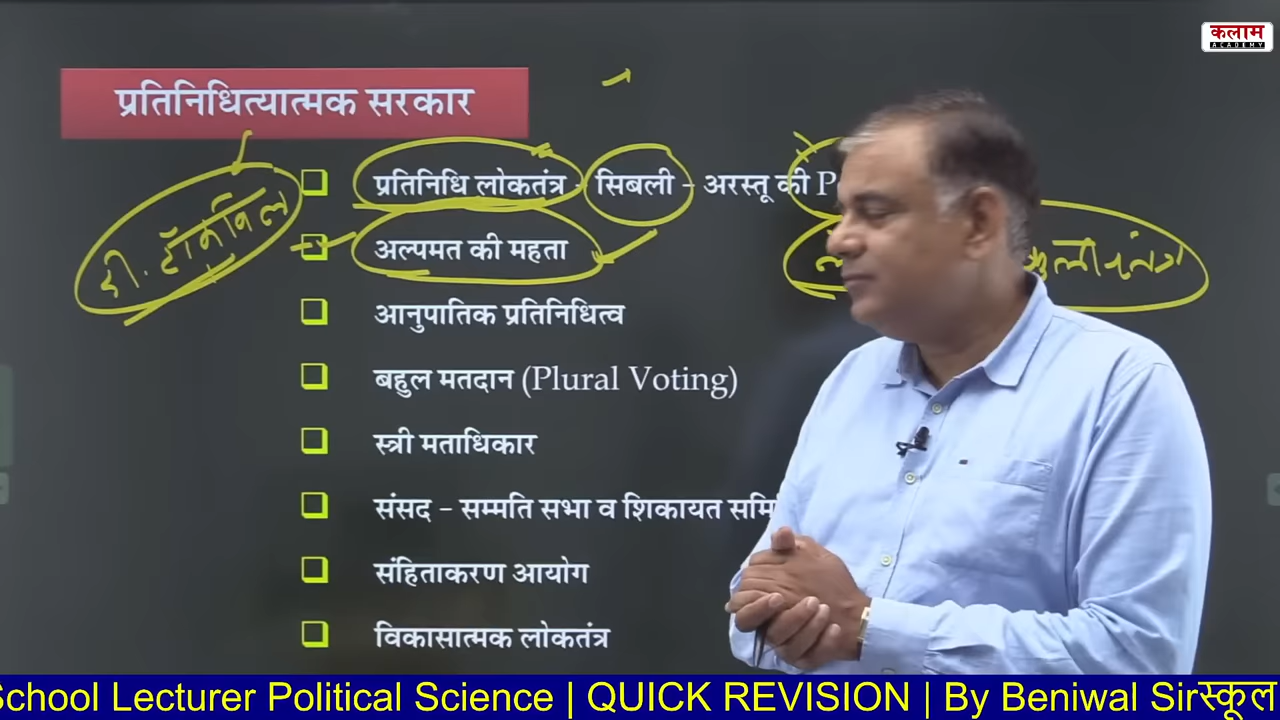 कलाम
ACADEMY
प्रतिनिधित्यात्मक सरकार
❑ प्रतिनिधि लोकतंत्र - सिबली - अरस्तू की P
❑ अल्पमत की महता
डी. टॉकविल
कुलीनतंत्र
❑ आनुपातिक प्रतिनिधित्व
❑ बहुल मतदान (Plural Voting)
❑ स्त्री मताधिकार
❑ संसद - सम्मति सभा व शिकायत समि
❑ संहिताकरण आयोग
❑ विकासात्मक लोकतंत्र
School Lecturer Political Science | QUICK REVISION | By Beniwal Sirस्कूल